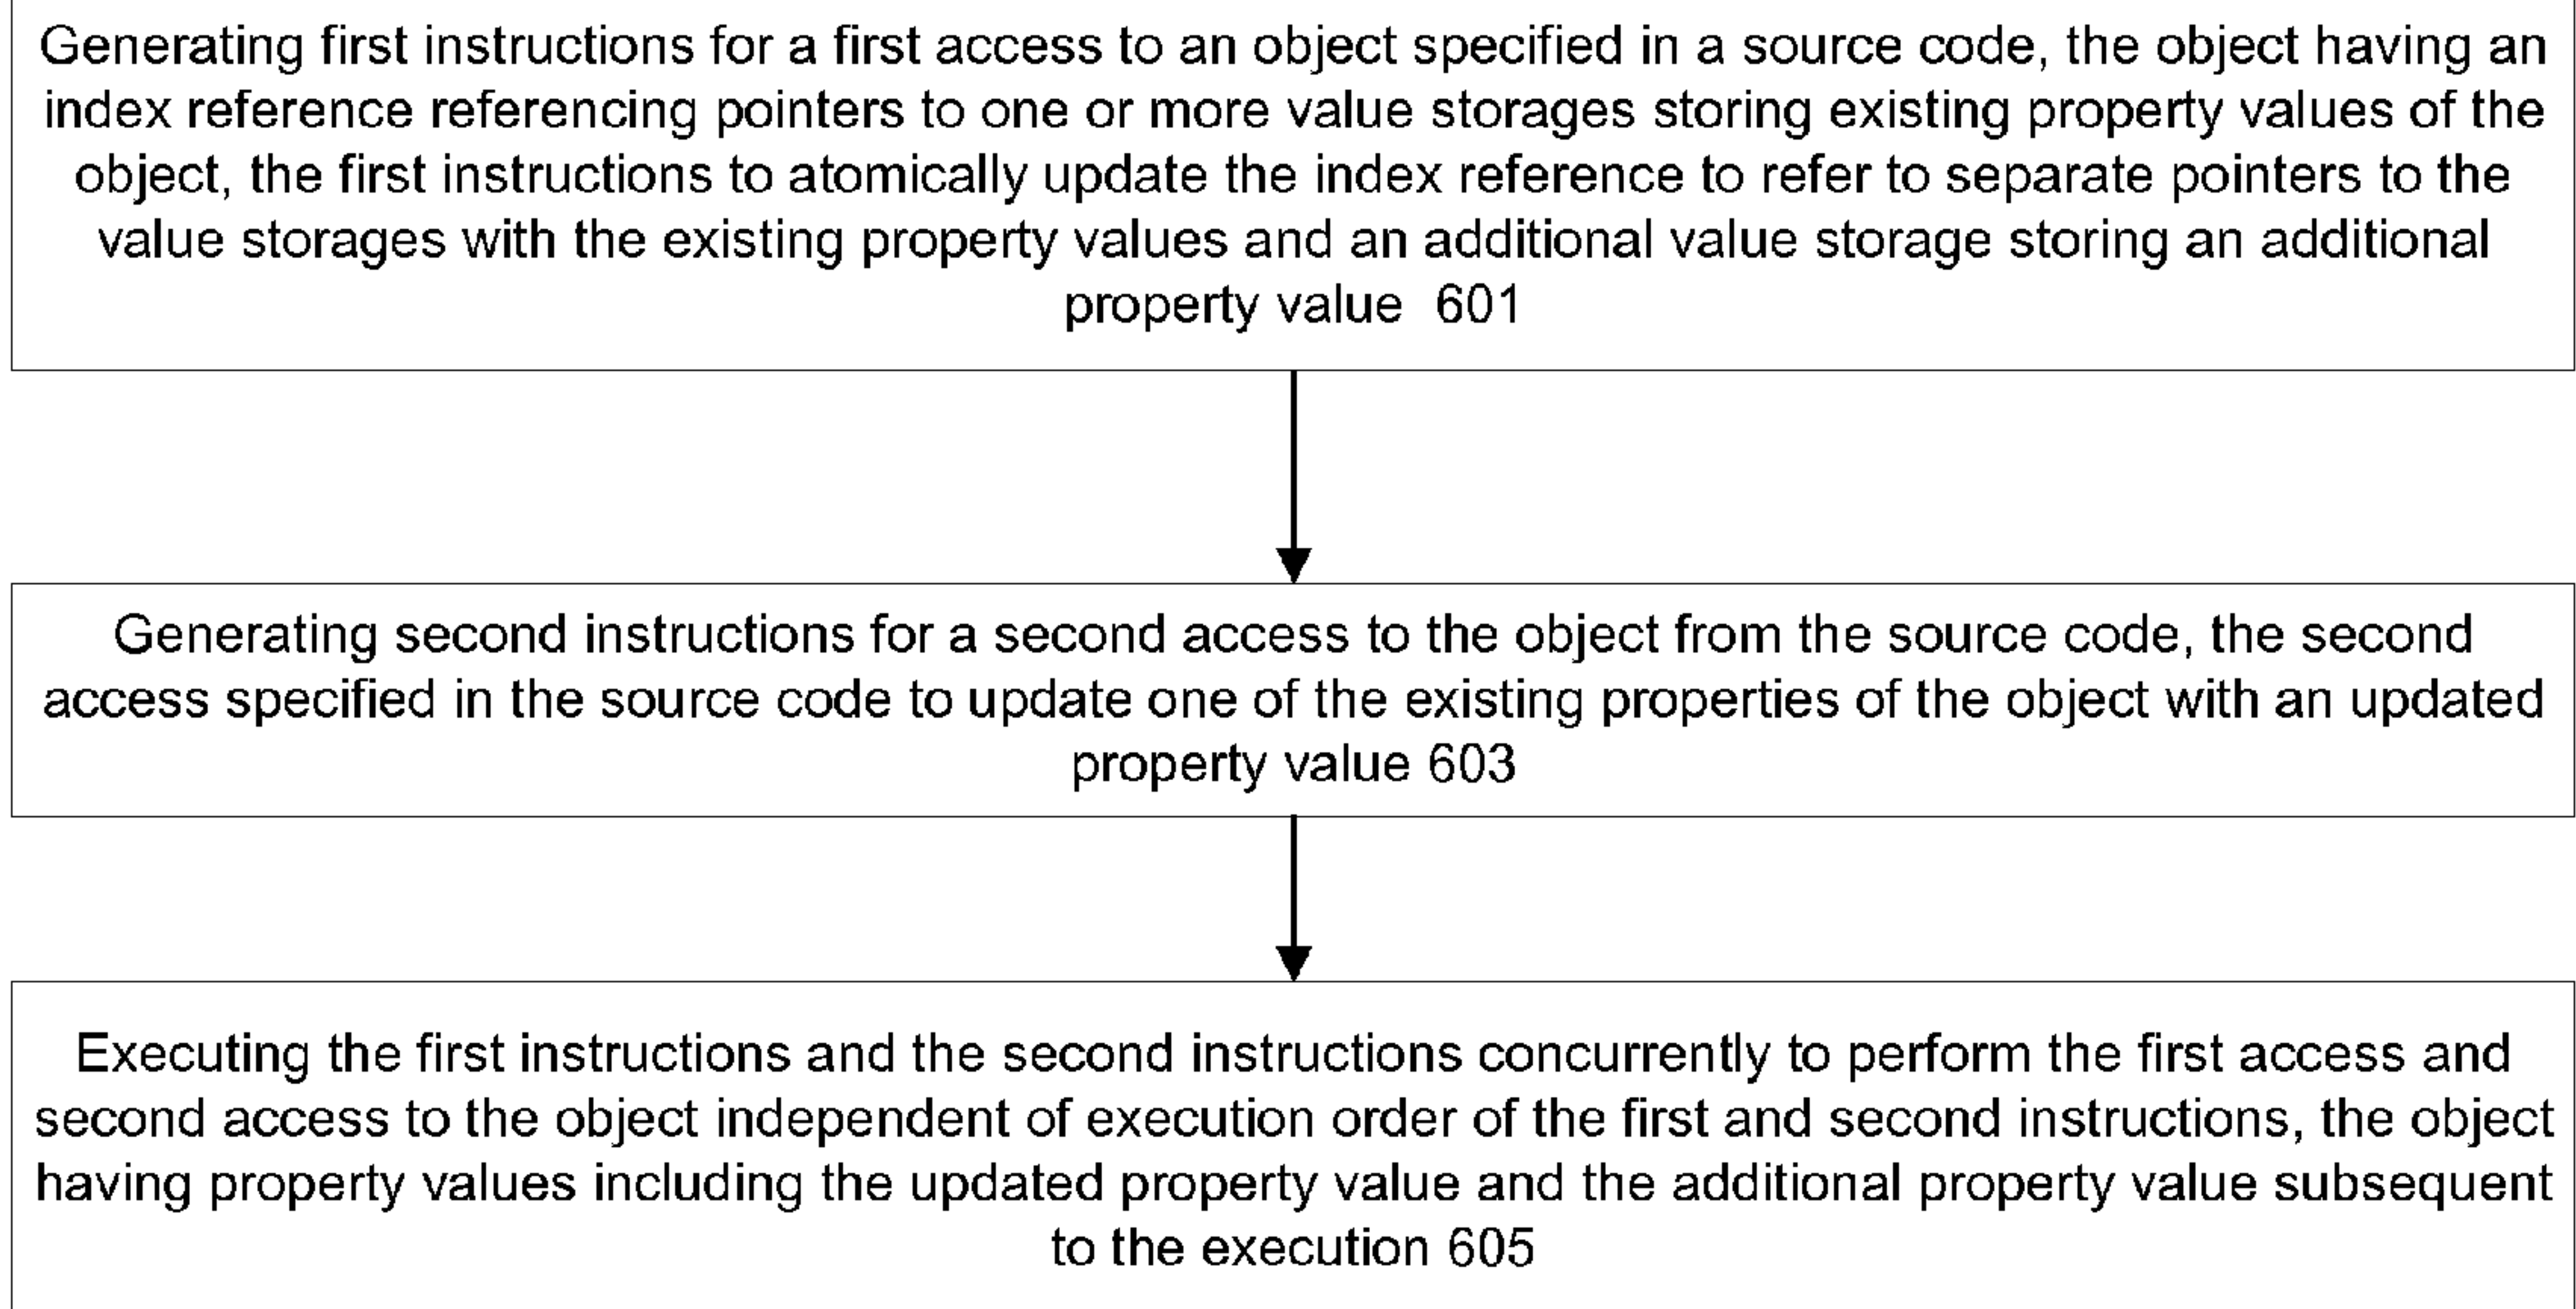 Generating first instructions for a first access to an object specified in a source code, the object having an
index reference referencing pointers to one or more value storages storing existing property values of the
object, the first instructions to atomically update the index reference to refer to separate pointers to the
value storages with the existing property values and an additional value storage storing an additional
property value 601
Generating second instructions for a second access to the object from the source code, the second
access specified in the source code to update one of the existing properties of the object with an updated
property value 603
Executing the first instructions and the second instructions concurrently to perform the first access and
second access to the object independent of execution order of the first and second instructions, the object
having property values including the updated property value and the additional property value subsequent
to the execution 605